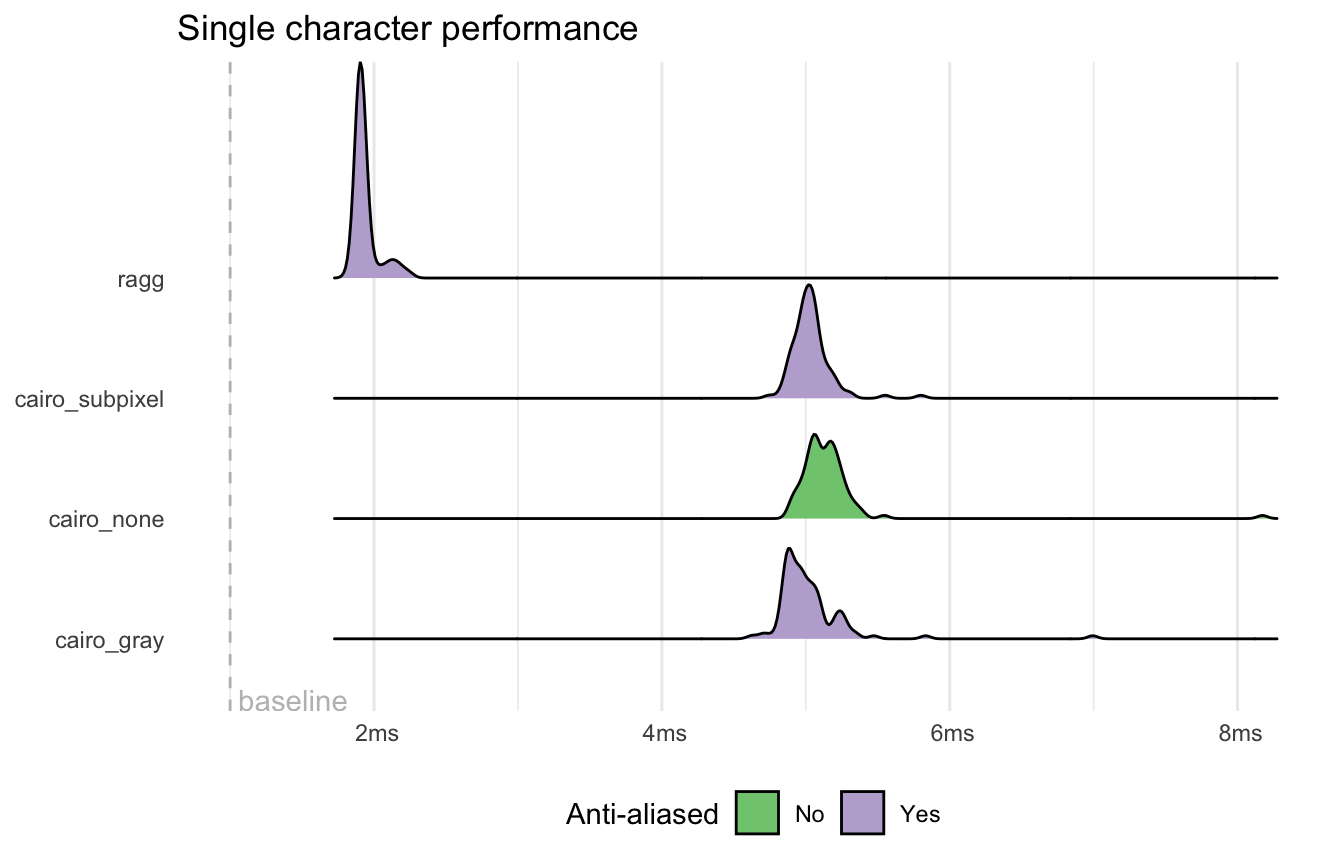 Single character performance
ragg
cairo_subpixel
cairo_none
cairo_gray
baseline
2ms 4ms 6ms 8ms
Anti-aliased No Yes